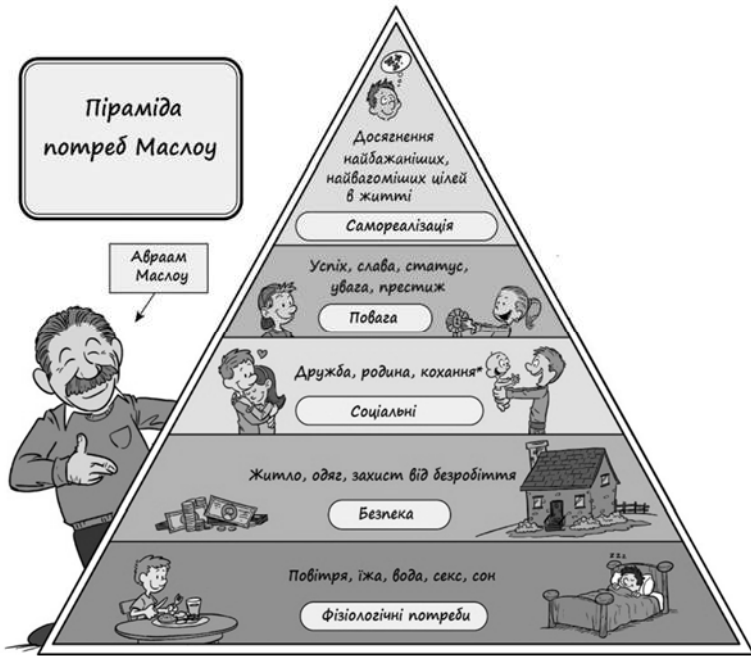 Піраміда
потреб Маслоу
Авраам
Маслоу
Досягнення
найбажаніших,
найвагоміших цілей
в житті
Самореалізація
Успіх, слава, статус,
увага, престиж
Повага
Дружба, родина, кохання*
Соціальні
Житло, одяг, захист від безробіття
Безпека
Повітря, їжа, вода, секс, сон
zzz
Фізіологічні потреби